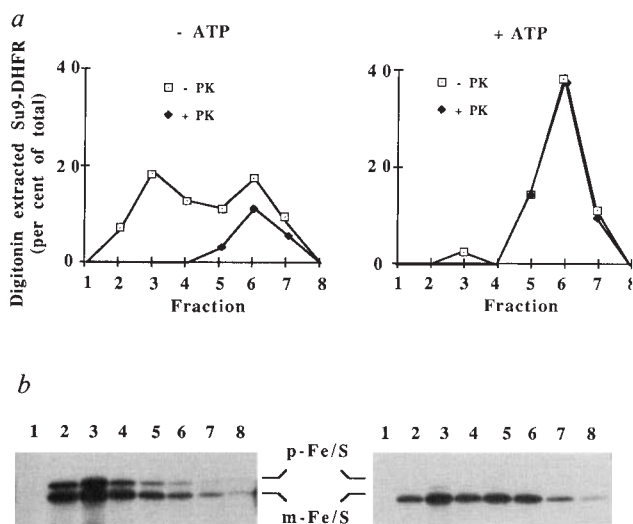 a
- ATP
+ ATP
Digitonin extracted Su9-DHFR
(per cent of total)
40
20
0
- PK
+ PK
1 2 3 4 5 6 7 8
Fraction
40
20
0
- PK
+ PK
1 2 3 4 5 6 7 8
Fraction
b
1 2 3 4 5 6 7 8
p-Fe/S
m-Fe/S
1 2 3 4 5 6 7 8